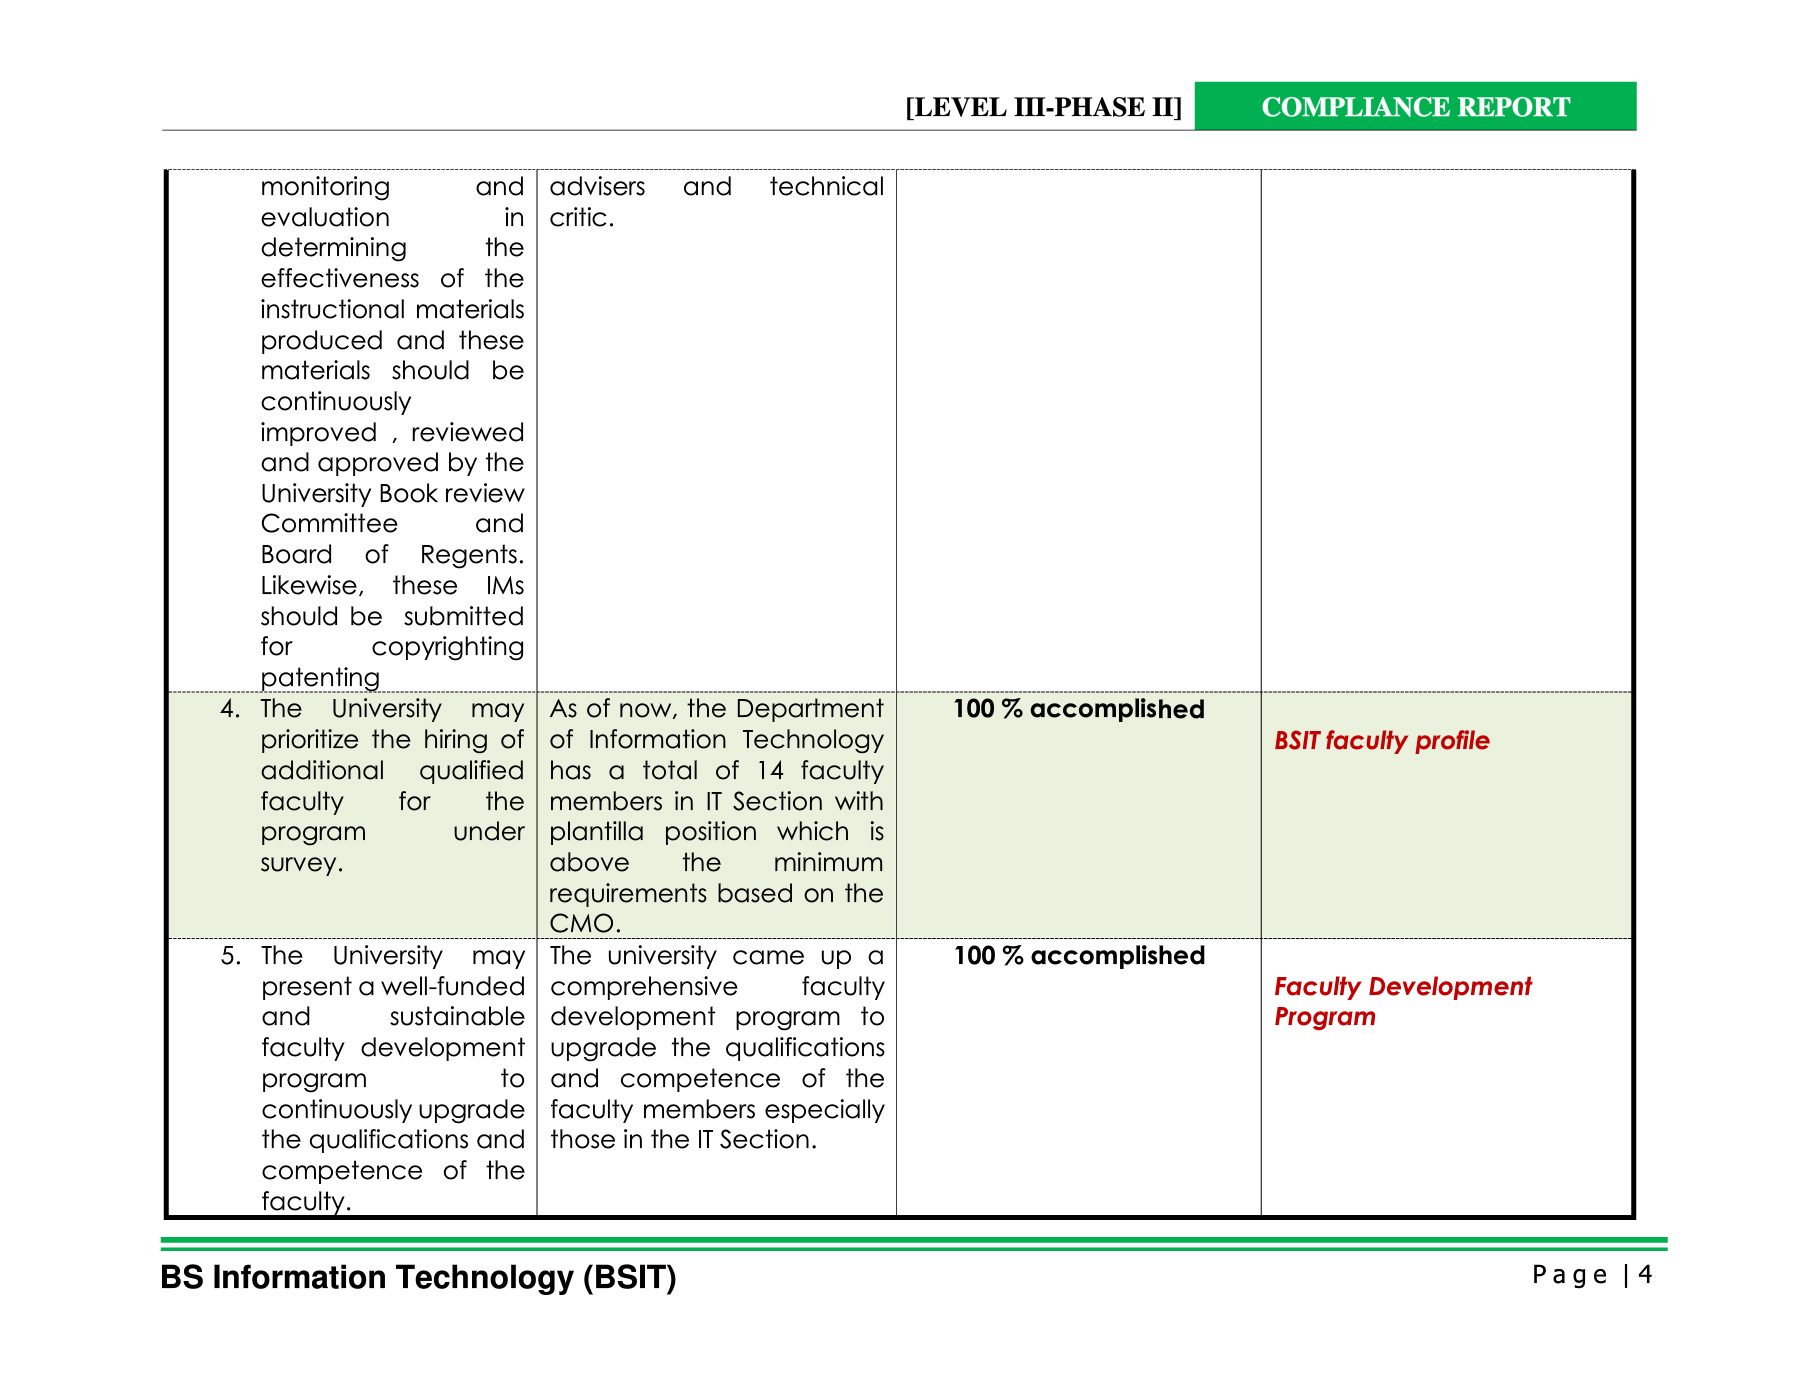 [LEVEL III-PHASE II] COMPLIANCE REPORT
monitoring and
evaluation in
determining the
effectiveness of the
instructional materials
produced and these
materials should be
continuously
improved , reviewed
and approved by the
University Book review
Committee and
Board of Regents.
Likewise, these IMs
should be submitted
for copyrighting
patenting
advisers and technical
critic.
4. The University may
prioritize the hiring of
additional qualified
faculty for the
program under
survey.
As of now, the Department
of Information Technology
has a total of 14 faculty
members in IT Section with
plantilla position which is
above the minimum
requirements based on the
CMO.
100 % accomplished
BSIT faculty profile
5. The University may
present a well-funded
and sustainable
faculty development
program to
continuously upgrade
the qualifications and
competence of the
faculty.
The university came up a
comprehensive faculty
development program to
upgrade the qualifications
and competence of the
faculty members especially
those in the IT Section.
100 % accomplished
Faculty Development
Program
BS Information Technology (BSIT)
Page | 4